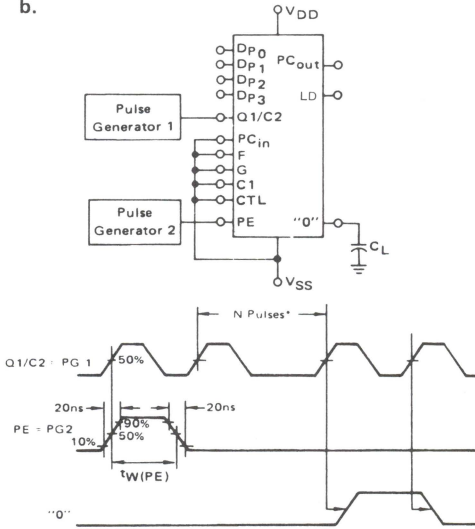 b.
VDD
DP0
DP1
DP2
DP3
Q1/C2
PCin
F
G
C1
CTL
PE
PCout
LD
"0"
CL
VSS
Pulse
Generator 1
Pulse
Generator 2
N Pulses*
Q1/C2 = PG 1
50%
20ns
20ns
PE = PG2
90%
10%
50%
tW(PE)
"0"